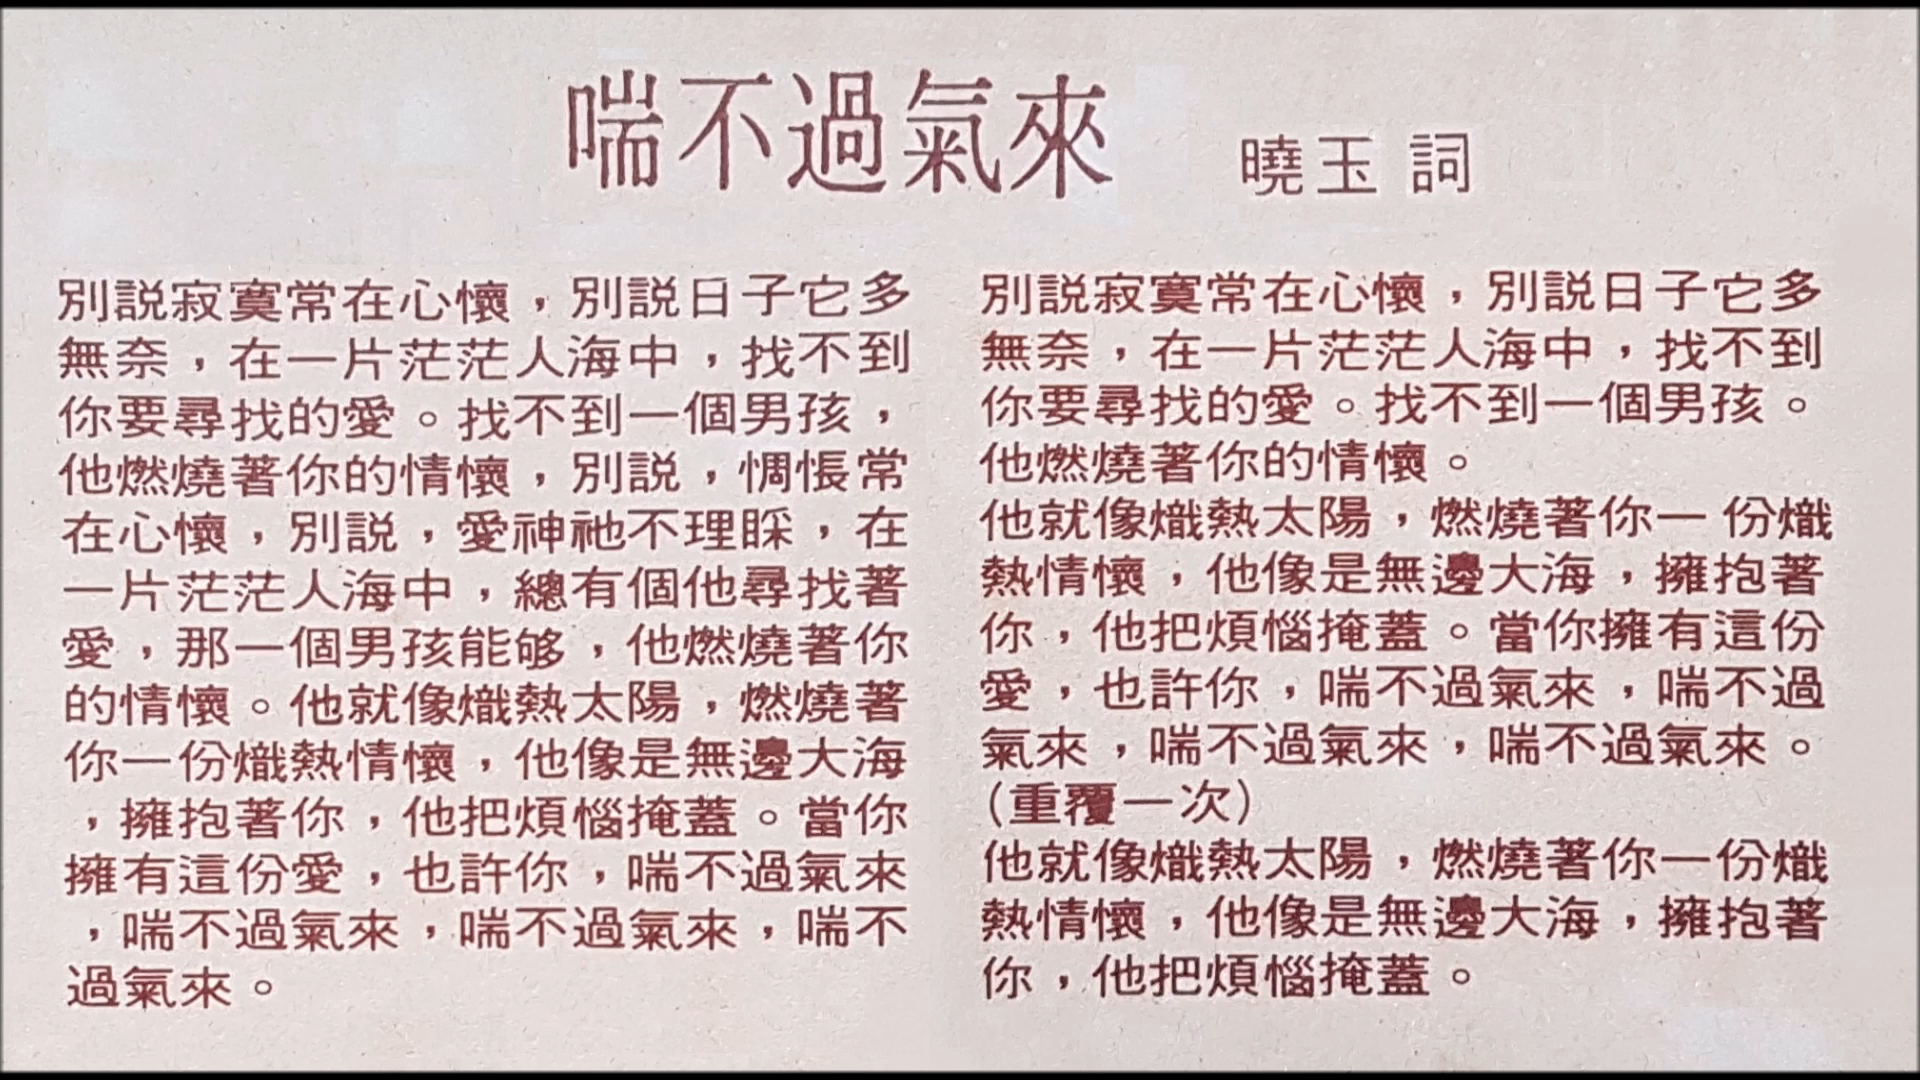 喘不過氣來
曉玉 詞
別説寂寞常在心懷，別説日子它多
無奈，在一片茫茫人海中，找不到
你要尋找的愛。找不到一個男孩，
他燃燒著你的情懷，別説，惆悵常
在心懷，別説，愛神祂不理睬，在
一片茫茫人海中，總有個他尋找著
愛，那一個男孩能够，他燃燒著你
的情懷。他就像熾熱太陽，燃燒著
你一份熾熱情懷，他像是無邊大海
，擁抱著你，他把煩惱掩蓋。當你
擁有這份愛，也許你，喘不過氣來
，喘不過氣來，喘不過氣來，喘不
過氣來。
別説寂寞常在心懷，別説日子它多
無奈，在一片茫茫人海中，找不到
你要尋找的愛。找不到一個男孩。
他燃燒著你的情懷。
他就像熾熱太陽，燃燒著你一份熾
熱情懷，他像是無邊大海，擁抱著
你，他把煩惱掩蓋。當你擁有這份
愛，也許你，喘不過氣來，喘不過
氣來，喘不過氣來，喘不過氣來。
(重覆一次)
他就像熾熱太陽，燃燒著你一份熾
熱情懷，他像是無邊大海，擁抱著
你，他把煩惱掩蓋。